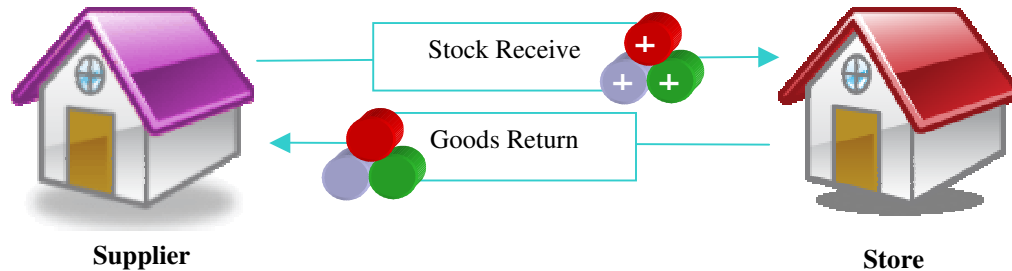 Stock Receive
+
+ +
Goods Return
Supplier
Store